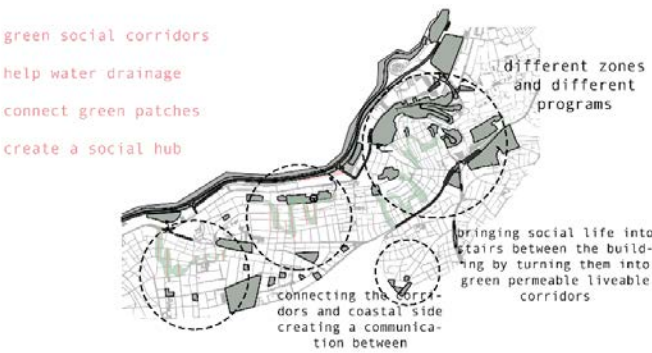 green social corridors
help water drainage
connect green patches
create a social hub
different zones
and different
programs
bringing social life into
stairs between the build-
ing by turning them into
green permeable liveable
corridors
connecting the corri-
dors and coastal side
creating a communica-
tion between